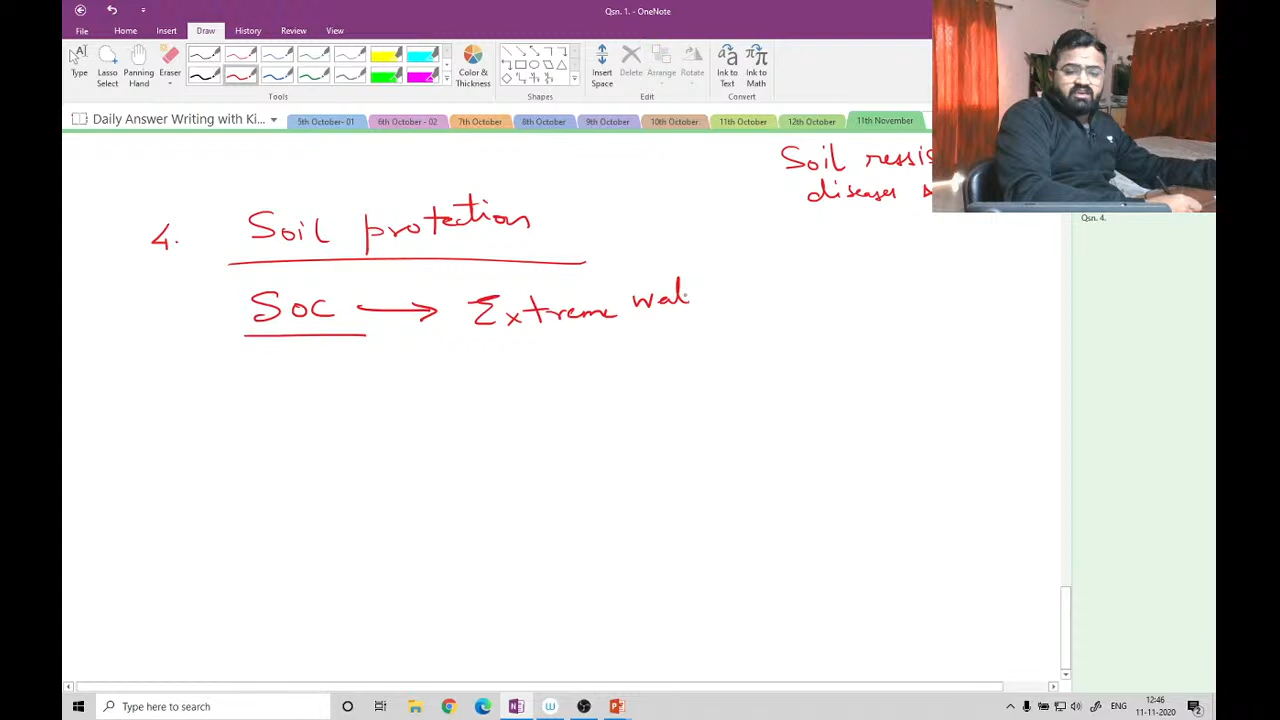 Qsn. 1. - OneNote
File Home Insert Draw History Review View
Type
Lasso Select
Panning Hand
Eraser
Color & Thickness
Insert Space
Delete
Arrange
Rotate
Ink to Text
Ink to Math
Tools Shapes Edit Convert
Daily Answer Writing with Ki...
5th October- 01 6th October - 02 7th October 8th October 9th October 10th October. 11th October 12th October 11th November
Soil ressis
diseases
Qsn. 4.
4. Soil protection
SOC → Extreme wat
Type here to search
ENG
12:46
11-11-2020
2